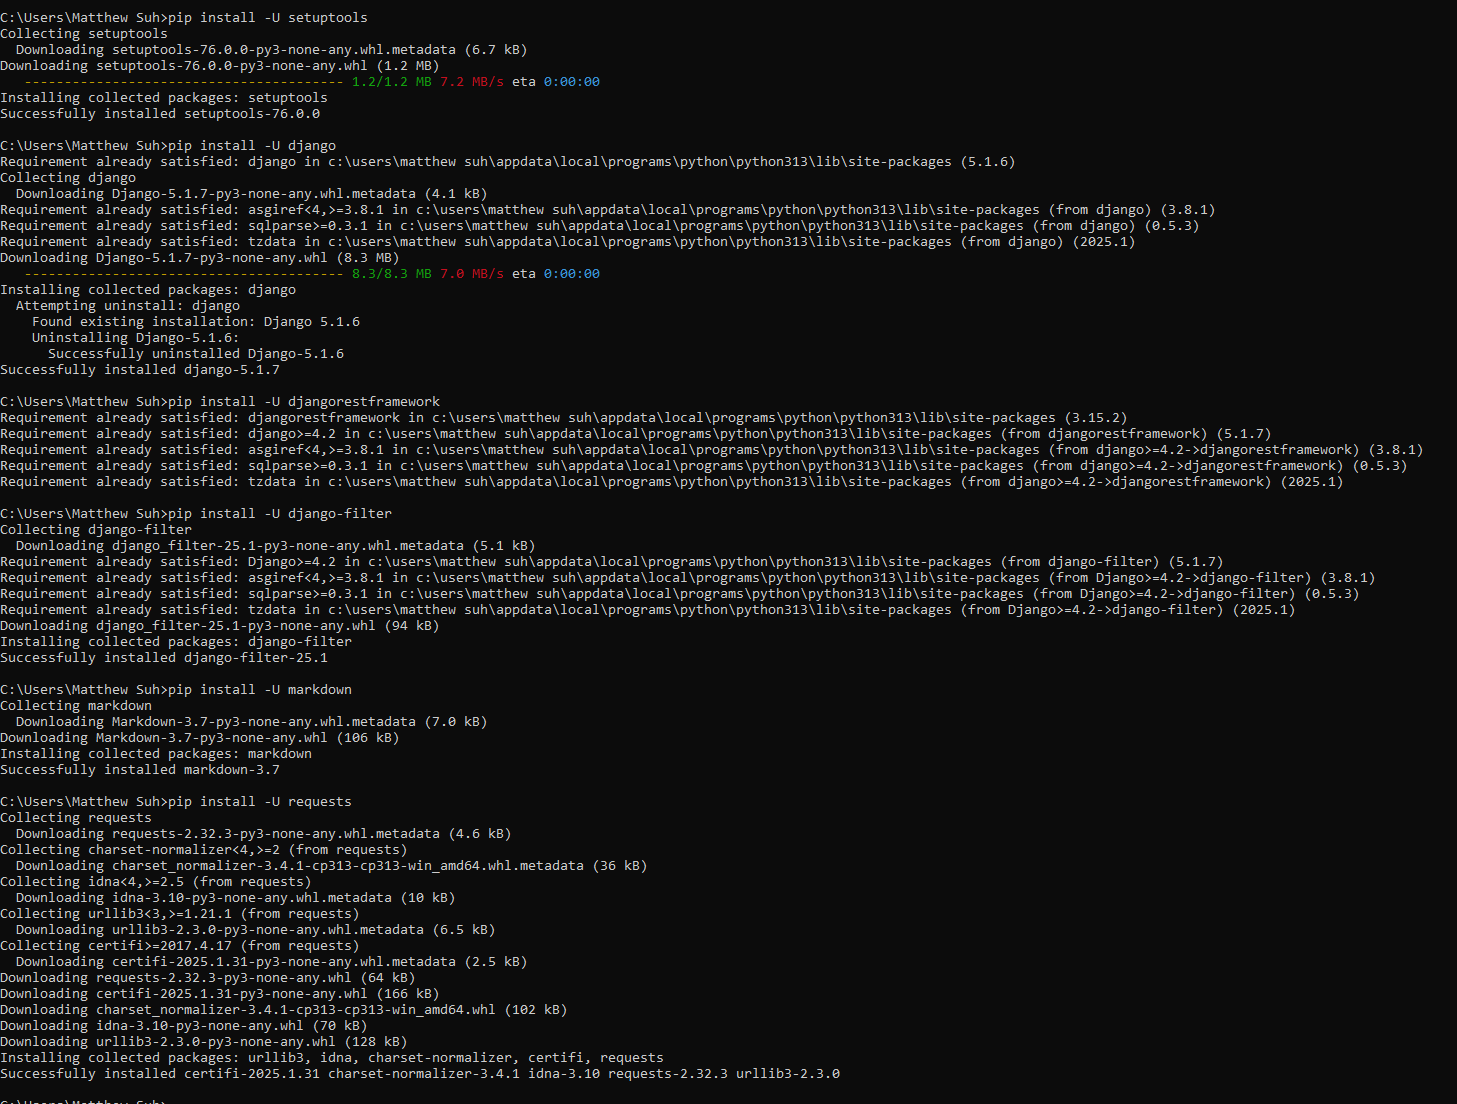 C:\Users\Matthew Suh>pip install -U setuptools
Collecting setuptools
  Downloading setuptools-76.0.0-py3-none-any.whl.metadata (6.7 kB)
Downloading setuptools-76.0.0-py3-none-any.whl (1.2 MB)
   ---------------------------------------- 1.2/1.2 MB 7.2 MB/s eta 0:00:00
Installing collected packages: setuptools
Successfully installed setuptools-76.0.0

C:\Users\Matthew Suh>pip install -U django
Requirement already satisfied: django in c:\users\matthew suh\appdata\local\programs\python\python313\lib\site-packages (5.1.6)
Collecting django
  Downloading Django-5.1.7-py3-none-any.whl.metadata (4.1 kB)
Requirement already satisfied: asgiref<4,>=3.8.1 in c:\users\matthew suh\appdata\local\programs\python\python313\lib\site-packages (from django) (3.8.1)
Requirement already satisfied: sqlparse>=0.3.1 in c:\users\matthew suh\appdata\local\programs\python\python313\lib\site-packages (from django) (0.5.3)
Requirement already satisfied: tzdata in c:\users\matthew suh\appdata\local\programs\python\python313\lib\site-packages (from django) (2025.1)
Downloading Django-5.1.7-py3-none-any.whl (8.3 MB)
   ---------------------------------------- 8.3/8.3 MB 7.0 MB/s eta 0:00:00
Installing collected packages: django
  Attempting uninstall: django
    Found existing installation: Django 5.1.6
    Uninstalling Django-5.1.6:
      Successfully uninstalled Django-5.1.6
Successfully installed django-5.1.7

C:\Users\Matthew Suh>pip install -U djangorestframework
Requirement already satisfied: djangorestframework in c:\users\matthew suh\appdata\local\programs\python\python313\lib\site-packages (3.15.2)
Requirement already satisfied: django>=4.2 in c:\users\matthew suh\appdata\local\programs\python\python313\lib\site-packages (from djangorestframework) (5.1.7)
Requirement already satisfied: asgiref<4,>=3.8.1 in c:\users\matthew suh\appdata\local\programs\python\python313\lib\site-packages (from django>=4.2->djangorestframework) (3.8.1)
Requirement already satisfied: sqlparse>=0.3.1 in c:\users\matthew suh\appdata\local\programs\python\python313\lib\site-packages (from django>=4.2->djangorestframework) (0.5.3)
Requirement already satisfied: tzdata in c:\users\matthew suh\appdata\local\programs\python\python313\lib\site-packages (from django>=4.2->djangorestframework) (2025.1)

C:\Users\Matthew Suh>pip install -U django-filter
Collecting django-filter
  Downloading django_filter-25.1-py3-none-any.whl.metadata (5.1 kB)
Requirement already satisfied: Django>=4.2 in c:\users\matthew suh\appdata\local\programs\python\python313\lib\site-packages (from django-filter) (5.1.7)
Requirement already satisfied: asgiref<4,>=3.8.1 in c:\users\matthew suh\appdata\local\programs\python\python313\lib\site-packages (from Django>=4.2->django-filter) (3.8.1)
Requirement already satisfied: sqlparse>=0.3.1 in c:\users\matthew suh\appdata\local\programs\python\python313\lib\site-packages (from Django>=4.2->django-filter) (0.5.3)
Requirement already satisfied: tzdata in c:\users\matthew suh\appdata\local\programs\python\python313\lib\site-packages (from Django>=4.2->django-filter) (2025.1)
Downloading django_filter-25.1-py3-none-any.whl (94 kB)
Installing collected packages: django-filter
Successfully installed django-filter-25.1

C:\Users\Matthew Suh>pip install -U markdown
Collecting markdown
  Downloading Markdown-3.7-py3-none-any.whl.metadata (7.0 kB)
Downloading Markdown-3.7-py3-none-any.whl (106 kB)
Installing collected packages: markdown
Successfully installed markdown-3.7

C:\Users\Matthew Suh>pip install -U requests
Collecting requests
  Downloading requests-2.32.3-py3-none-any.whl.metadata (4.6 kB)
Collecting charset-normalizer<4,>=2 (from requests)
  Downloading charset_normalizer-3.4.1-cp313-cp313-win_amd64.whl.metadata (36 kB)
Collecting idna<4,>=2.5 (from requests)
  Downloading idna-3.10-py3-none-any.whl.metadata (10 kB)
Collecting urllib3<3,>=1.21.1 (from requests)
  Downloading urllib3-2.3.0-py3-none-any.whl.metadata (6.5 kB)
Collecting certifi>=2017.4.17 (from requests)
  Downloading certifi-2025.1.31-py3-none-any.whl.metadata (2.5 kB)
Downloading requests-2.32.3-py3-none-any.whl (64 kB)
Downloading certifi-2025.1.31-py3-none-any.whl (166 kB)
Downloading charset_normalizer-3.4.1-cp313-cp313-win_amd64.whl (102 kB)
Downloading idna-3.10-py3-none-any.whl (70 kB)
Downloading urllib3-2.3.0-py3-none-any.whl (128 kB)
Installing collected packages: urllib3, idna, charset-normalizer, certifi, requests
Successfully installed certifi-2025.1.31 charset-normalizer-3.4.1 idna-3.10 requests-2.32.3 urllib3-2.3.0

C:\Users\Matthew Suh>